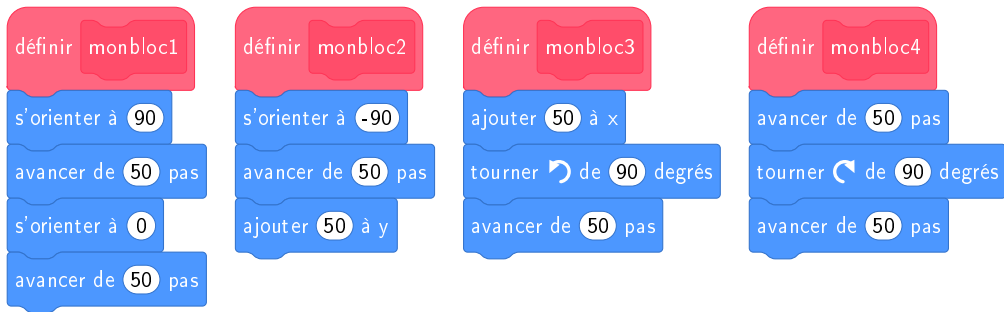 définir monbloc1
s'orienter à 90
avancer de 50 pas
s'orienter à 0
avancer de 50 pas
définir monbloc2
s'orienter à -90
avancer de 50 pas
ajouter 50 à y
définir monbloc3
ajouter 50 à x
tourner de 90 degrés
avancer de 50 pas
définir monbloc4
avancer de 50 pas
tourner de 90 degrés
avancer de 50 pas